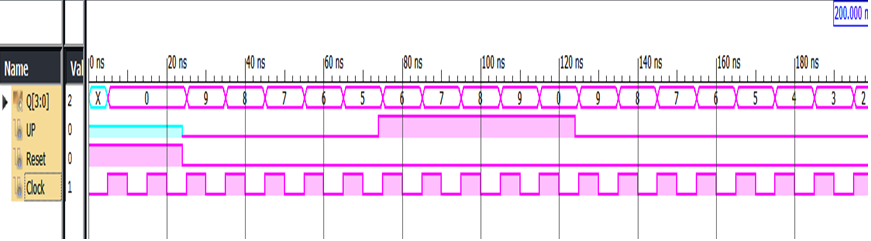 200.000 n
Name Val 0 ns 20 ns 40 ns 60 ns 80 ns 100 ns 120 ns 140 ns 160 ns 180 ns
Q[3:0] 2 X 0 9 8 7 6 5 6 7 8 9 0 9 8 7 6 5 4 3 2
UP 0
Reset 0
Clock 1